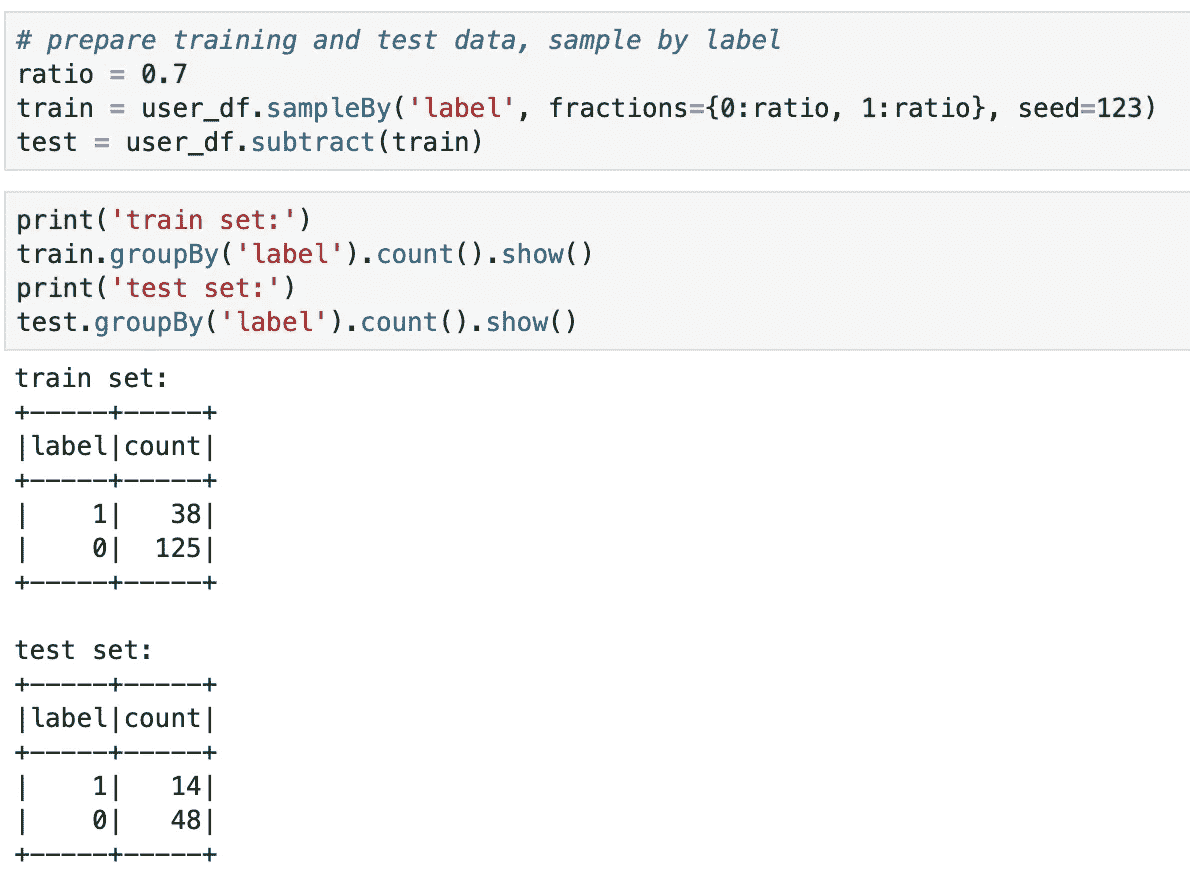 # prepare training and test data, sample by label
ratio = 0.7
train = user_df.sampleBy('label', fractions={0:ratio, 1:ratio}, seed=123)
test = user_df.subtract(train)
print('train set:')
train.groupBy('label').count().show()
print('test set:')
test.groupBy('label').count().show()
train set:
+-----+-----+
|label|count|
+-----+-----+
|    1|   38|
|    0|  125|
+-----+-----+
test set:
+-----+-----+
|label|count|
+-----+-----+
|    1|   14|
|    0|   48|
+-----+-----+